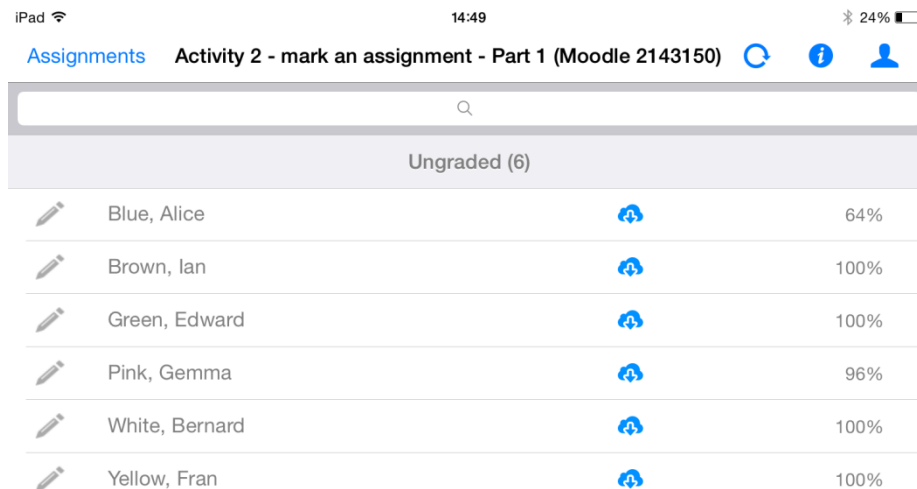 iPad 14:49 24%
Assignments Activity 2 - mark an assignment - Part 1 (Moodle 2143150)
Ungraded (6)
Blue, Alice 64%
Brown, Ian 100%
Green, Edward 100%
Pink, Gemma 96%
White, Bernard 100%
Yellow, Fran 100%